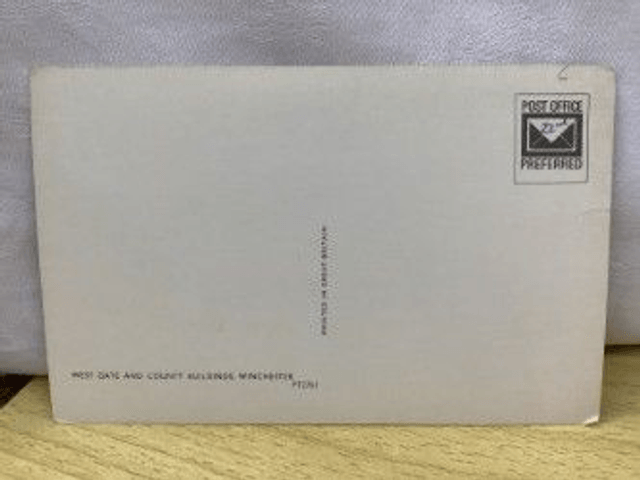 POST OFFICE
PREFERRED
PRINTED IN GREAT BRITAIN
WEST GATE AND COUNTY BUILDINGS, WINCHESTER